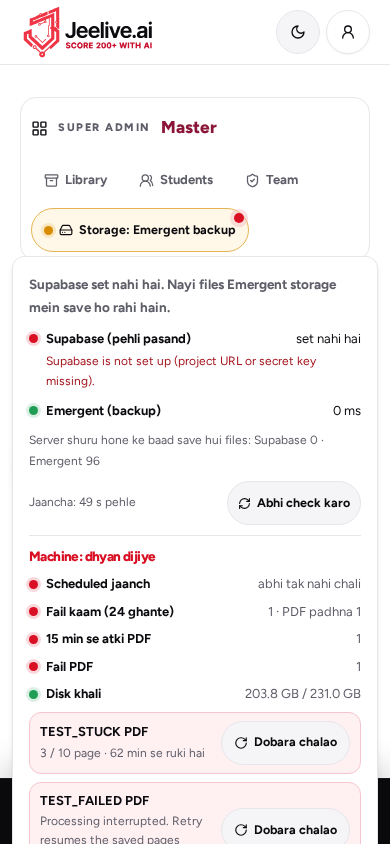 Jeelive.ai
SCORE 200+ WITH AI
SUPER ADMIN Master
Library Students Team
Storage: Emergent backup
Supabase set nahi hai. Nayi files Emergent storage
mein save ho rahi hain.
Supabase (pehli pasand) set nahi hai
Supabase is not set up (project URL or secret key
missing).
Emergent (backup) 0 ms
Server shuru hone ke baad save hui files: Supabase 0 ·
Emergent 96
Jaancha: 49 s pehle Abhi check karo
Machine: dhyan dijiye
Scheduled jaanch abhi tak nahi chali
Fail kaam (24 ghante) 1 · PDF padhna 1
15 min se atki PDF 1
Fail PDF 1
Disk khali 203.8 GB / 231.0 GB
TEST_STUCK PDF
3 / 10 page · 62 min se ruki hai Dobara chalao
TEST_FAILED PDF
Processing interrupted. Retry
resumes the saved pages Dobara chalao